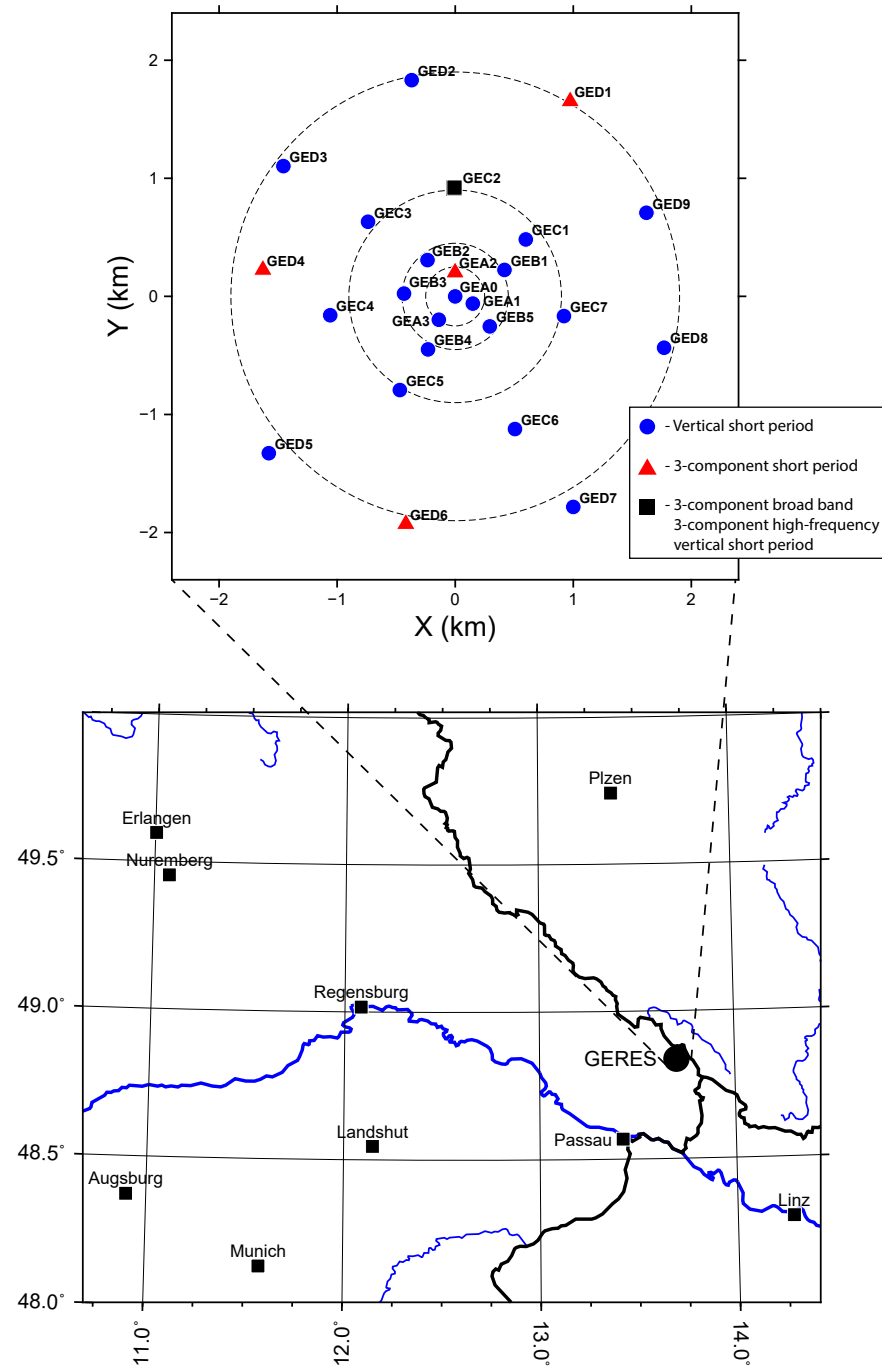 GED2
GED1
GED3
GEC2
GED9
GEC3
GEC1
GEB2
GEA2
GEB1
GED4
GEB3
GEA0
GEA1
GEC4
GEC7
GEA3
GEB5
GED8
GEB4
GEC5
GEC6
GED5
GED7
GED6
2
1
0
−1
−2
Y (km)
- Vertical short period
- 3-component short period
- 3-component broad band
3-component high-frequency
vertical short period
−2 −1 0 1 2
X (km)
Plzen
Erlangen
Nuremberg
49.5°
Regensburg
49.0°
GERES
Landshut
Passau
48.5°
Augsburg
Linz
Munich
48.0°
11.0° 12.0° 13.0° 14.0°